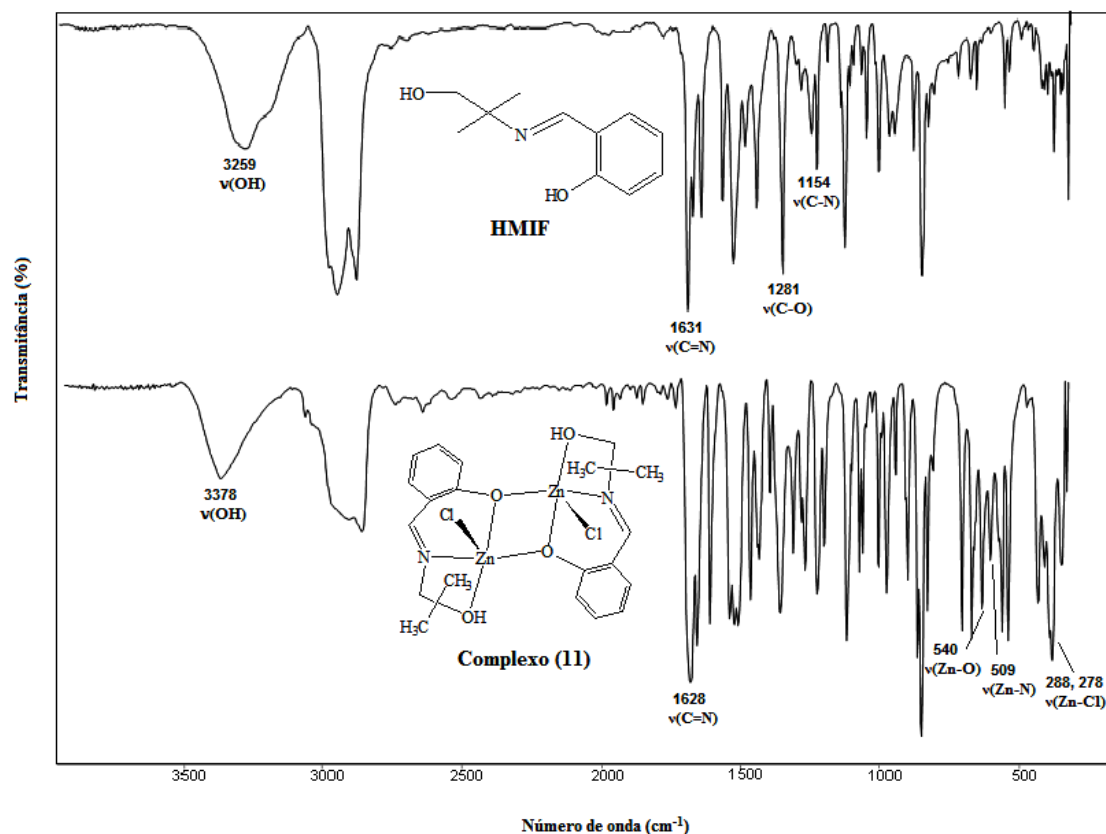 Transmitância (%)
HO
N
HO
HMIF
3259
ν(OH)
1154
ν(C-N)
1281
ν(C-O)
1631
ν(C=N)
HO
H₃C
CH₃
Zn
O
N
Cl
Cl
O
N
Zn
CH₃
H₃C
OH
Complexo (11)
3378
ν(OH)
1628
ν(C=N)
540
ν(Zn-O)
509
ν(Zn-N)
288, 278
ν(Zn-Cl)
3500 3000 2500 2000 1500 1000 500
Número de onda (cm⁻¹)